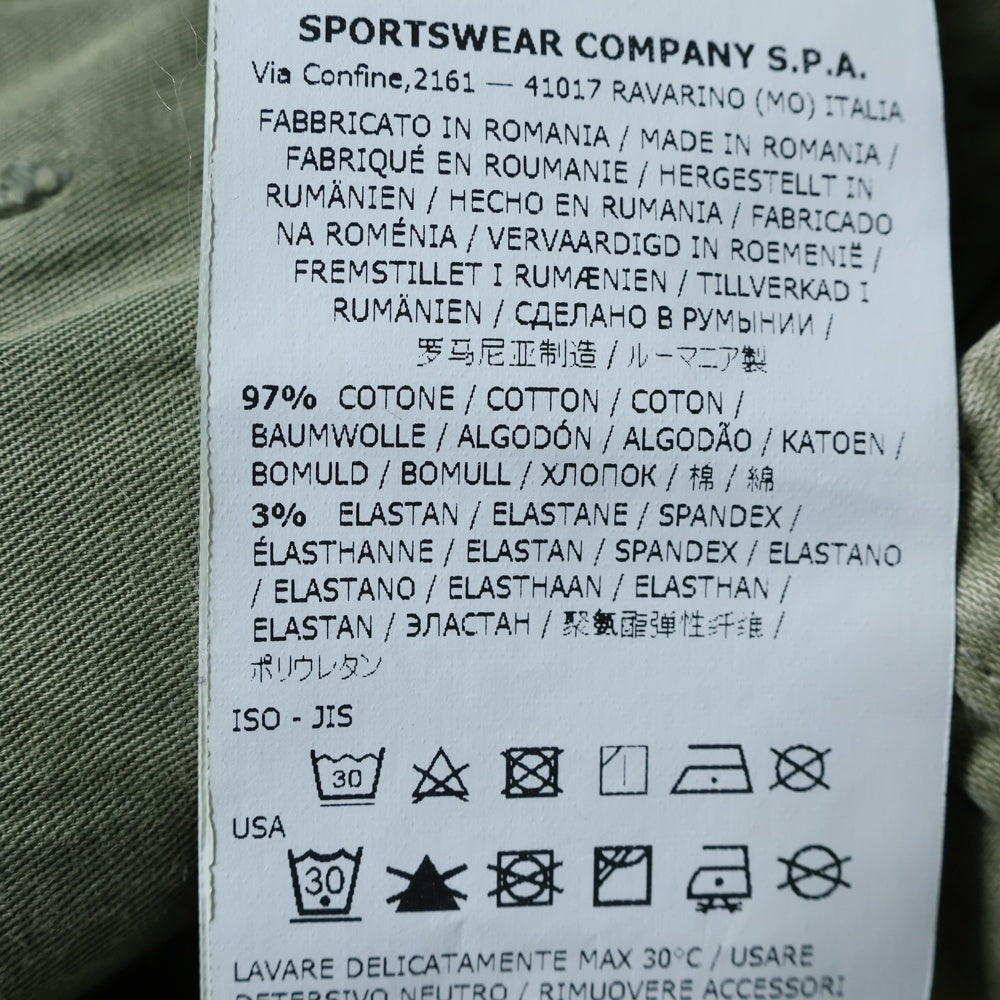 SPORTSWEAR COMPANY S.P.A.
Via Confine,2161 — 41017 RAVARINO (MO) ITALIA
FABBRICATO IN ROMANIA / MADE IN ROMANIA /
FABRIQUÉ EN ROUMANIE / HERGESTELLT IN
RUMÄNIEN / HECHO EN RUMANIA / FABRICADO
NA ROMÉNIA / VERVAARDIGD IN ROEMENIË /
FREMSTILLET I RUMÆNIEN / TILLVERKAD I
RUMÄNIEN / СДЕЛАНО В РУМЫНИИ /
罗马尼亚制造 / ルーマニア製
97% COTONE / COTTON / COTON /
BAUMWOLLE / ALGODÓN / ALGODÃO / KATOEN /
BOMULD / BOMULL / ХЛОПОК / 棉 / 綿
3% ELASTAN / ELASTANE / SPANDEX /
ÉLASTHANNE / ELASTAN / SPANDEX / ELASTANO
/ ELASTANO / ELASTHAAN / ELASTHAN /
ELASTAN / ЭЛАСТАН / 聚氨酯弹性纤维 /
ポリウレタン
ISO - JIS
30
USA
30
LAVARE DELICATAMENTE MAX 30°C / USARE
DETERSIVO NEUTRO / RIMUOVERE ACCESSORI